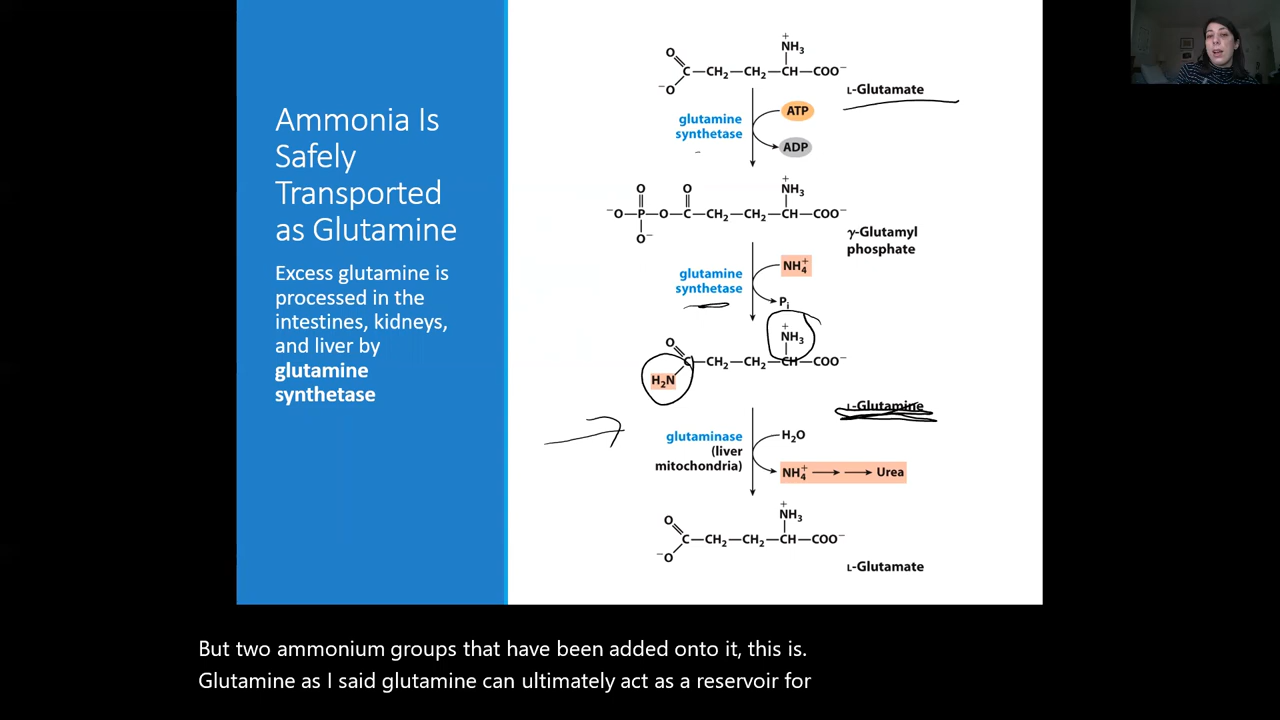 Ammonia Is
Safely
Transported
as Glutamine
Excess glutamine is
processed in the
intestines, kidneys,
and liver by
glutamine
synthetase
O
+
NH₃
C—CH₂—CH₂—CH—COO⁻
⁻O
L-Glutamate
glutamine
synthetase
ATP
ADP
O
O
+
NH₃
⁻O—P—O—C—CH₂—CH₂—CH—COO⁻
O⁻
γ-Glutamyl
phosphate
glutamine
synthetase
NH₄⁺
Pᵢ
+
NH₃
O
C—CH₂—CH₂—CH—COO⁻
H₂N
L-Glutamine
glutaminase
(liver
mitochondria)
H₂O
NH₄⁺ → → Urea
+
NH₃
O
C—CH₂—CH₂—CH—COO⁻
⁻O
L-Glutamate
But two ammonium groups that have been added onto it, this is.
Glutamine as I said glutamine can ultimately act as a reservoir for